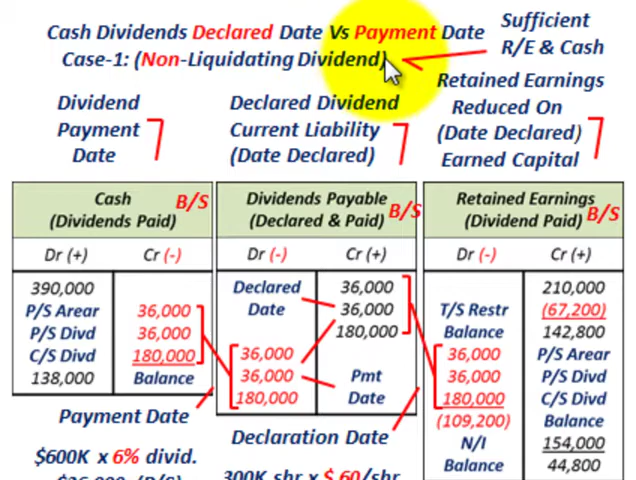 Cash Dividends Declared Date Vs Payment Date
Case-1: (Non-Liquidating Dividend)
Sufficient
R/E & Cash
Dividend
Payment
Date
Declared Dividend
Current Liability
(Date Declared)
Retained Earnings
Reduced On
(Date Declared)
Earned Capital
Cash
(Dividends Paid)
B/S
Dr (+) Cr (-)
390,000
P/S Arear 36,000
P/S Divd 36,000
C/S Divd 180,000
138,000 Balance
Payment Date
$600K x 6% divid.
Dividends Payable
(Declared & Paid)
B/S
Dr (-) Cr (+)
Declared 36,000
Date 36,000
180,000
36,000
36,000 Pmt
180,000 Date
Declaration Date
300K shr x $.60/shr
Retained Earnings
(Dividend Paid)
B/S
Dr (-) Cr (+)
210,000
T/S Restr (67,200)
Balance 142,800
36,000 P/S Arear
36,000 P/S Divd
180,000 C/S Divd
(109,200) Balance
N/I 154,000
Balance 44,800